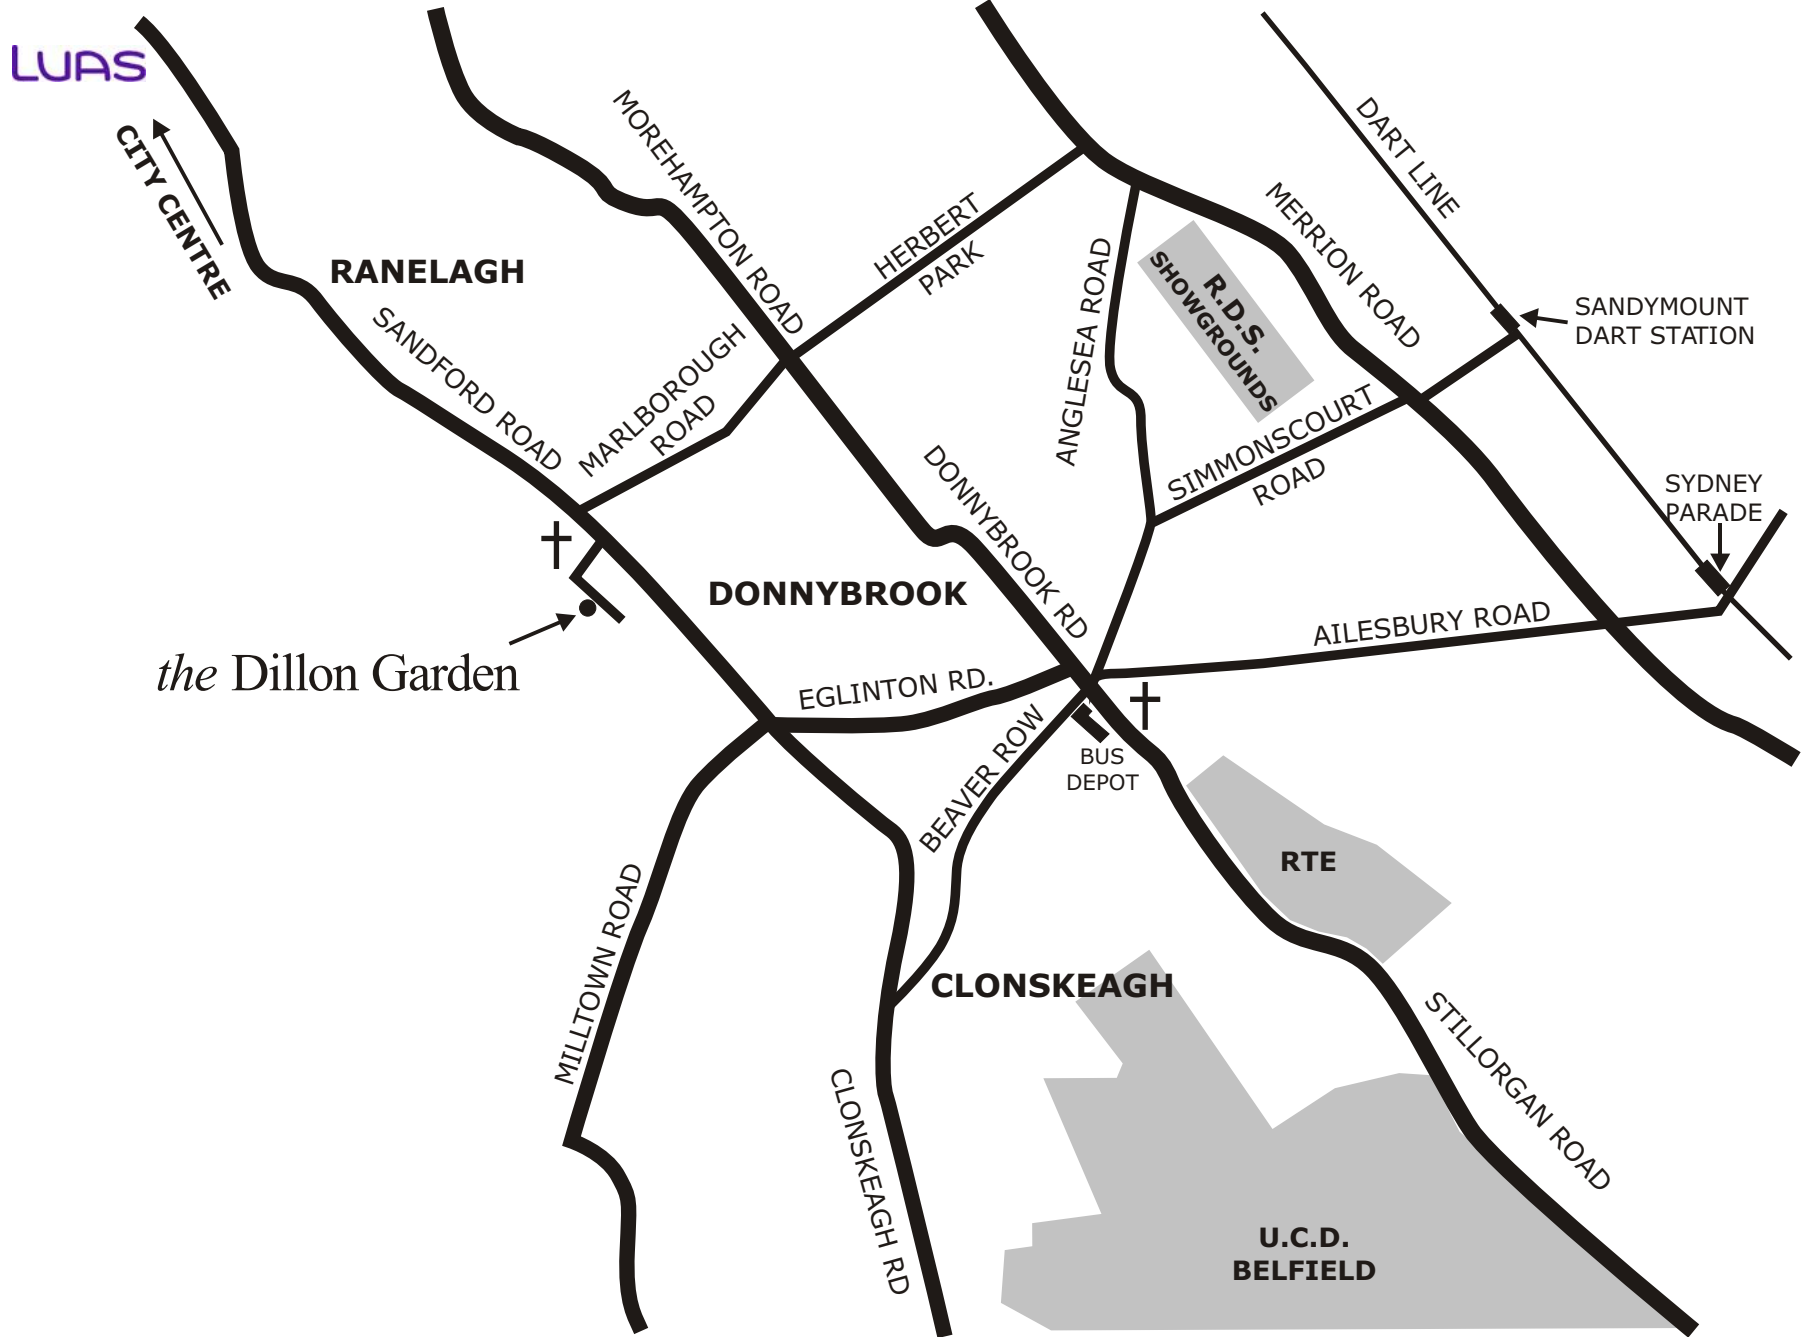 LUAS
CITY CENTRE
RANELAGH
SANDFORD ROAD
MOREHAMPTON ROAD
MARLBOROUGH
ROAD
HERBERT
PARK
ANGLESEA ROAD
R.D.S.
SHOWGROUNDS
MERRION ROAD
DART LINE
SANDYMOUNT
DART STATION
SIMMONSCOURT
ROAD
SYDNEY
PARADE
DONNYBROOK RD
DONNYBROOK
the Dillon Garden
AILESBURY ROAD
EGLINTON RD.
BEAVER ROW
BUS
DEPOT
RTE
MILLTOWN ROAD
CLONSKEAGH
CLONSKEAGH RD
STILLORGAN ROAD
U.C.D.
BELFIELD